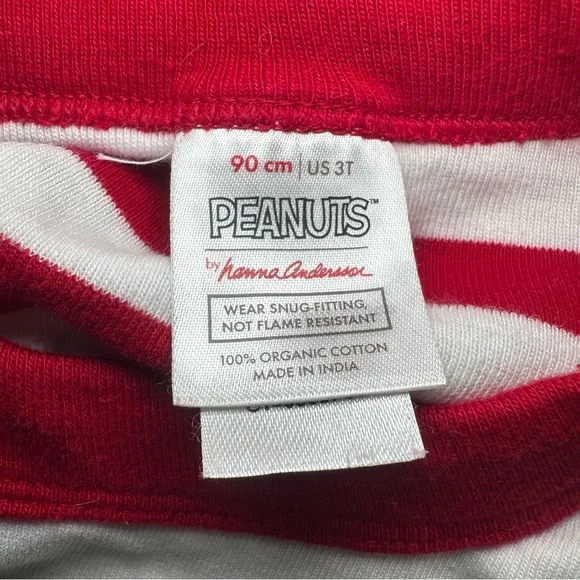 90 cm | US 3T
PEANUTS™
by hanna andersson
WEAR SNUG-FITTING,
NOT FLAME RESISTANT
100% ORGANIC COTTON
MADE IN INDIA